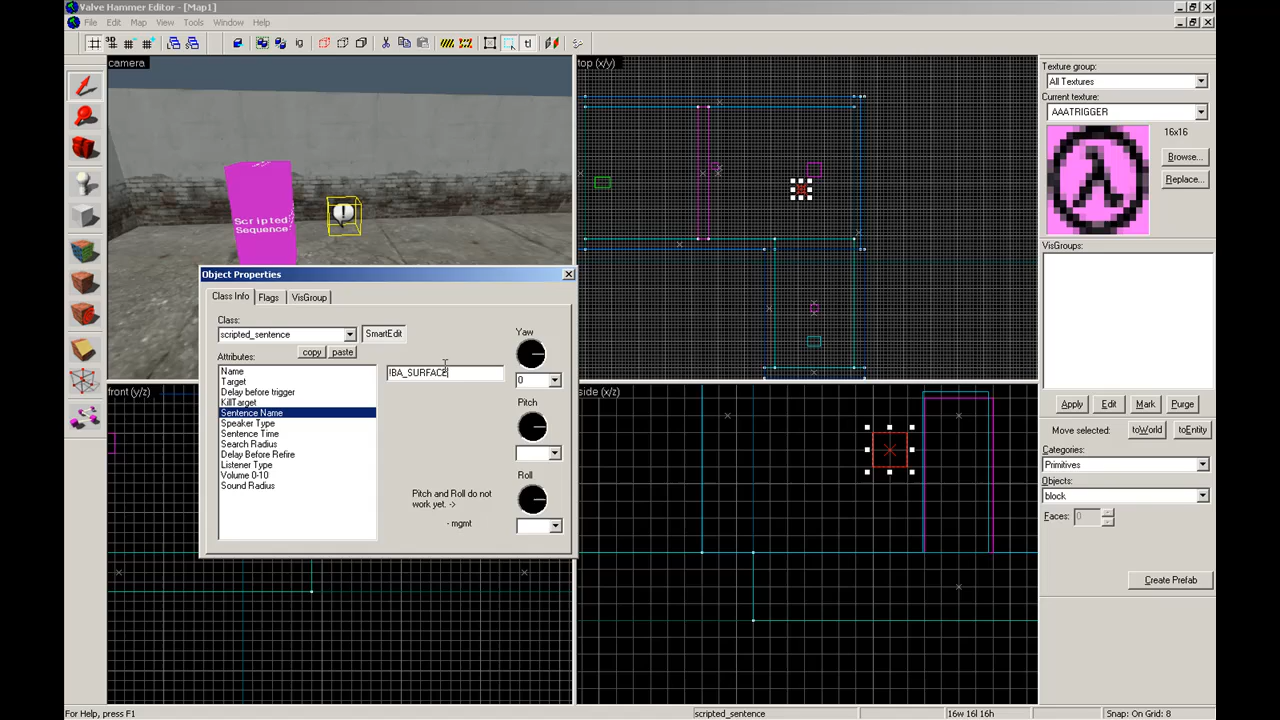 Valve Hammer Editor - [Map1]
File Edit Map View Tools Window Help
camera
top (x/y)
Texture group:
All Textures
Current texture:
AAATRIGGER
16x16
Browse...
Replace...
Scripted
Sequence
Object Properties
Class Info Flags VisGroup
Class:
scripted_sentence
SmartEdit
Attributes:
copy paste
Name
Target
Delay before trigger
KillTarget
Sentence Name
Speaker Type
Sentence Time
Search Radius
Delay Before Refire
Listener Type
Volume 0-10
Sound Radius
!BA_SURFACE
Yaw
0
Pitch
Roll
Pitch and Roll do not
work yet. ->
- mgmt
front (y/z)
side (x/z)
VisGroups:
Apply Edit Mark Purge
Move selected: toWorld toEntity
Categories:
Primitives
Objects:
block
Faces: 0
Create Prefab
For Help, press F1
scripted_sentence
16w 16l 16h
Snap: On Grid: 8